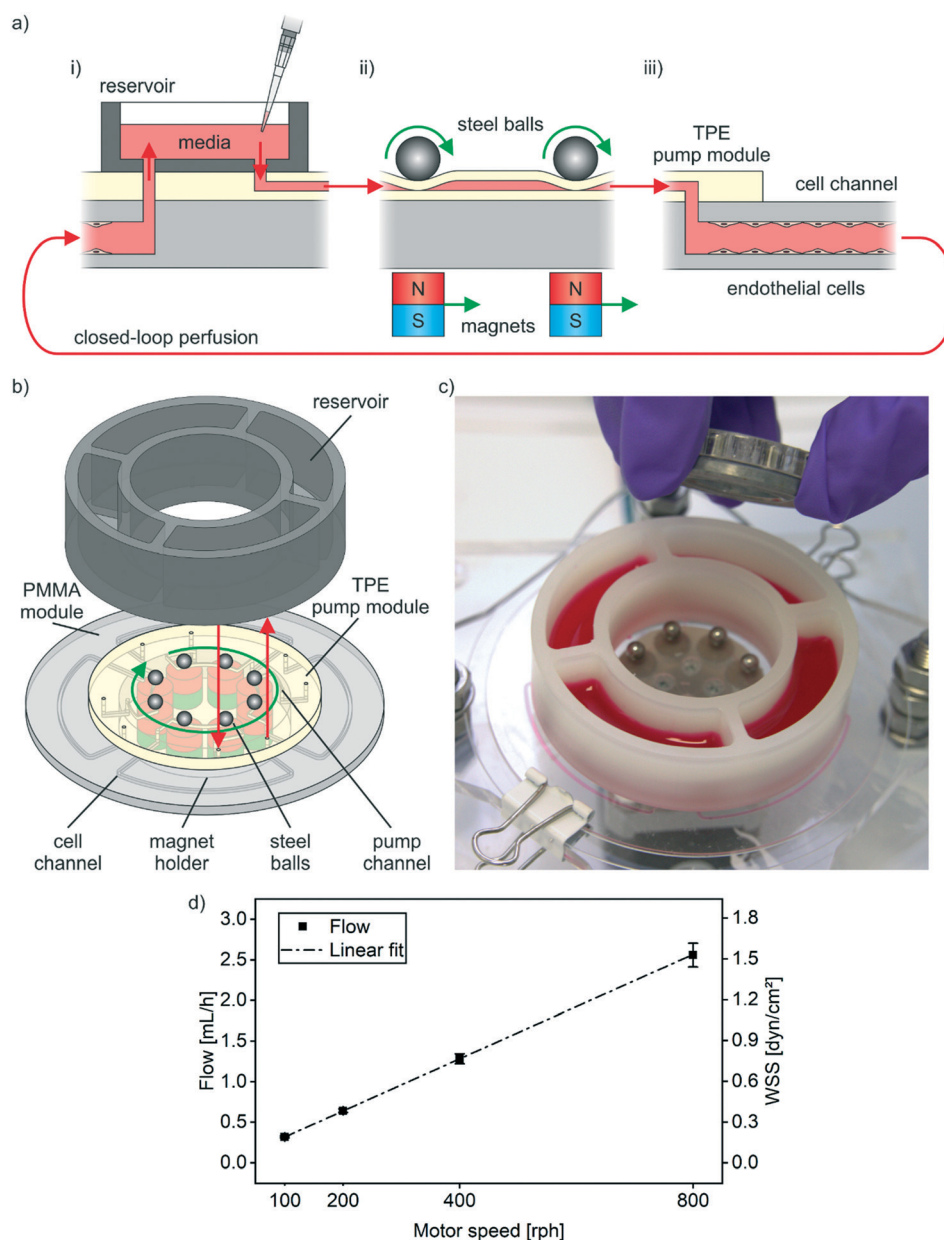 a)
i)
ii)
iii)
reservoir
media
steel balls
TPE
pump module
cell channel
N
S
N
S
magnets
endothelial cells
closed-loop perfusion
b)
reservoir
PMMA
module
TPE
pump module
cell
channel
magnet
holder
steel
balls
pump
channel
c)
d)
Flow
Linear fit
Flow [mL/h]
3.0
2.5
2.0
1.5
1.0
0.5
0.0
WSS [dyn/cm²]
1.8
1.5
1.2
0.9
0.6
0.3
0.0
100 200 400 800
Motor speed [rph]